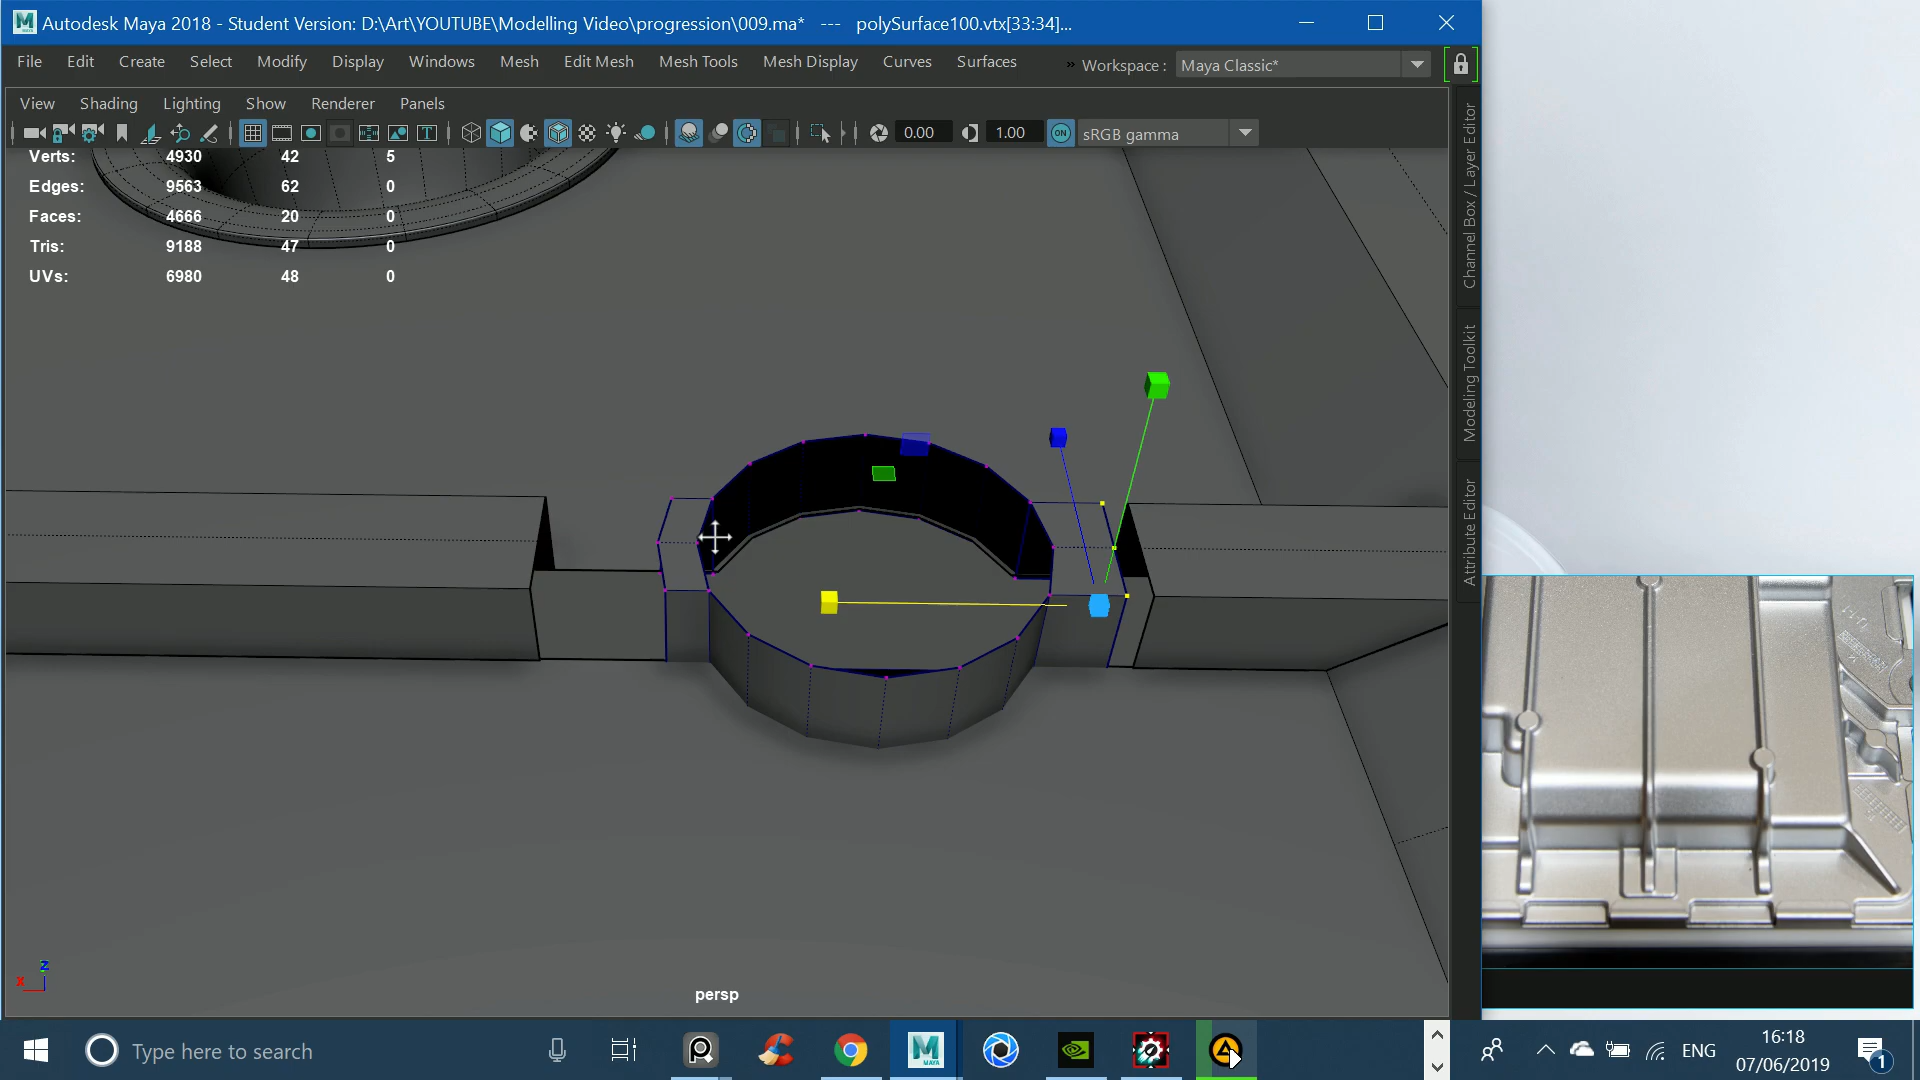 Autodesk Maya 2018 - Student Version: D:\Art\YOUTUBE\Modelling Video\progression\009.ma* --- polySurface100.vtx[33:34]...
File Edit Create Select Modify Display Windows Mesh Edit Mesh Mesh Tools Mesh Display Curves Surfaces » Workspace : Maya Classic*
View Shading Lighting Show Renderer Panels
0.00 1.00 ON sRGB gamma
Verts: 4930 42 5
Edges: 9563 62 0
Faces: 4666 20 0
Tris: 9188 47 0
UVs: 6980 48 0
Channel Box / Layer Editor
Modeling Toolkit
Attribute Editor
z
x
persp
Type here to search
MAYA
ENG
16:18
07/06/2019
1